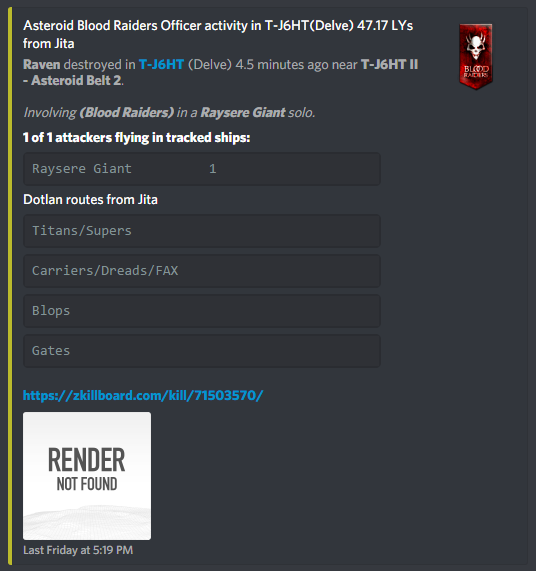 Asteroid Blood Raiders Officer activity in T-J6HT(Delve) 47.17 LYs
from Jita
Raven destroyed in T-J6HT (Delve) 4.5 minutes ago near T-J6HT II
- Asteroid Belt 2.
BLOOD
RAIDERS
Involving (Blood Raiders) in a Raysere Giant solo.
1 of 1 attackers flying in tracked ships:
Raysere Giant 1
Dotlan routes from Jita
Titans/Supers
Carriers/Dreads/FAX
Blops
Gates
https://zkillboard.com/kill/71503570/
RENDER
NOT FOUND
Last Friday at 5:19 PM